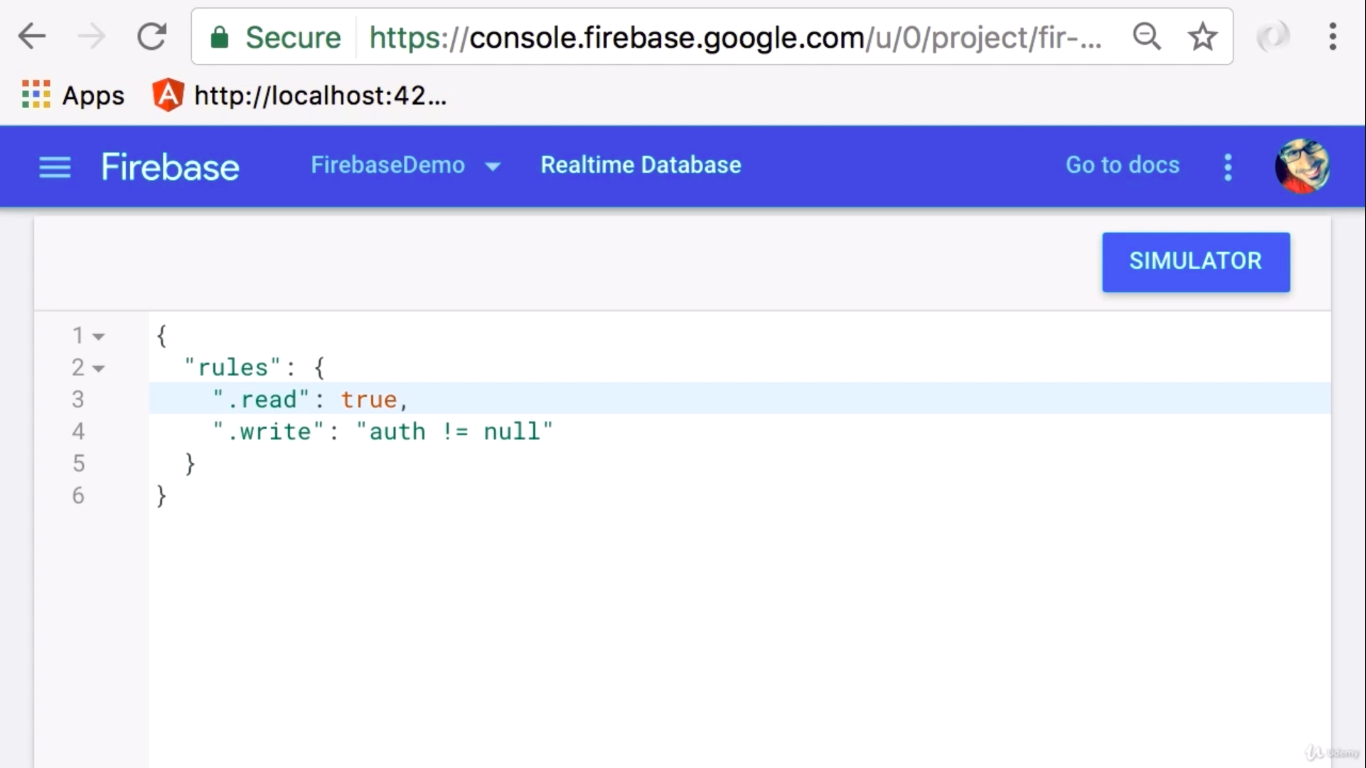 Secure https://console.firebase.google.com/u/0/project/fir-...
Apps http://localhost:42...
Firebase FirebaseDemo Realtime Database Go to docs
SIMULATOR
1 {
2 "rules": {
3 ".read": true,
4 ".write": "auth != null"
5 }
6 }
Udemy